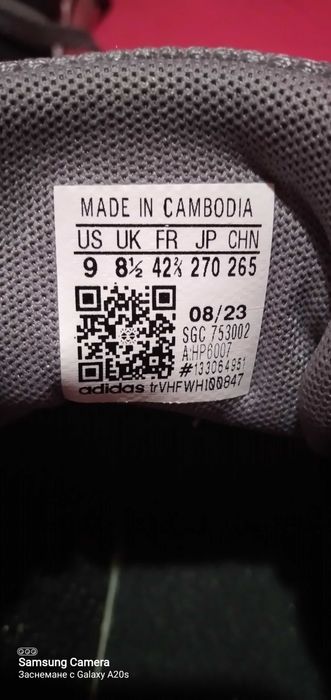 MADE IN CAMBODIA
US UK FR JP CHN
9 8½ 42⅔ 270 265
08/23
SGC 753002
A:HP6007
#133064951
adidas trVHFWHI00847
Samsung Camera
Заснемане с Galaxy A20s